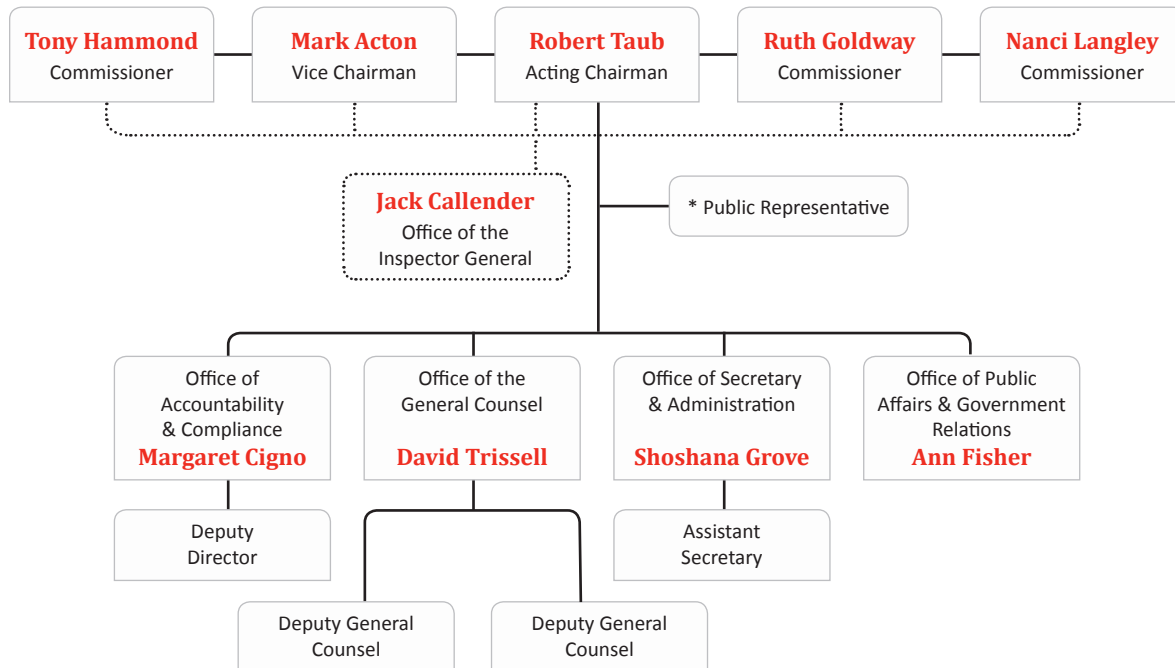 Tony Hammond
Commissioner
Mark Acton
Vice Chairman
Robert Taub
Acting Chairman
Ruth Goldway
Commissioner
Nanci Langley
Commissioner
Jack Callender
Office of the
Inspector General
* Public Representative
Office of
Accountability
& Compliance
Margaret Cigno
Office of the
General Counsel
David Trissell
Office of Secretary
& Administration
Shoshana Grove
Office of Public
Affairs & Government
Relations
Ann Fisher
Deputy
Director
Assistant
Secretary
Deputy General
Counsel
Deputy General
Counsel